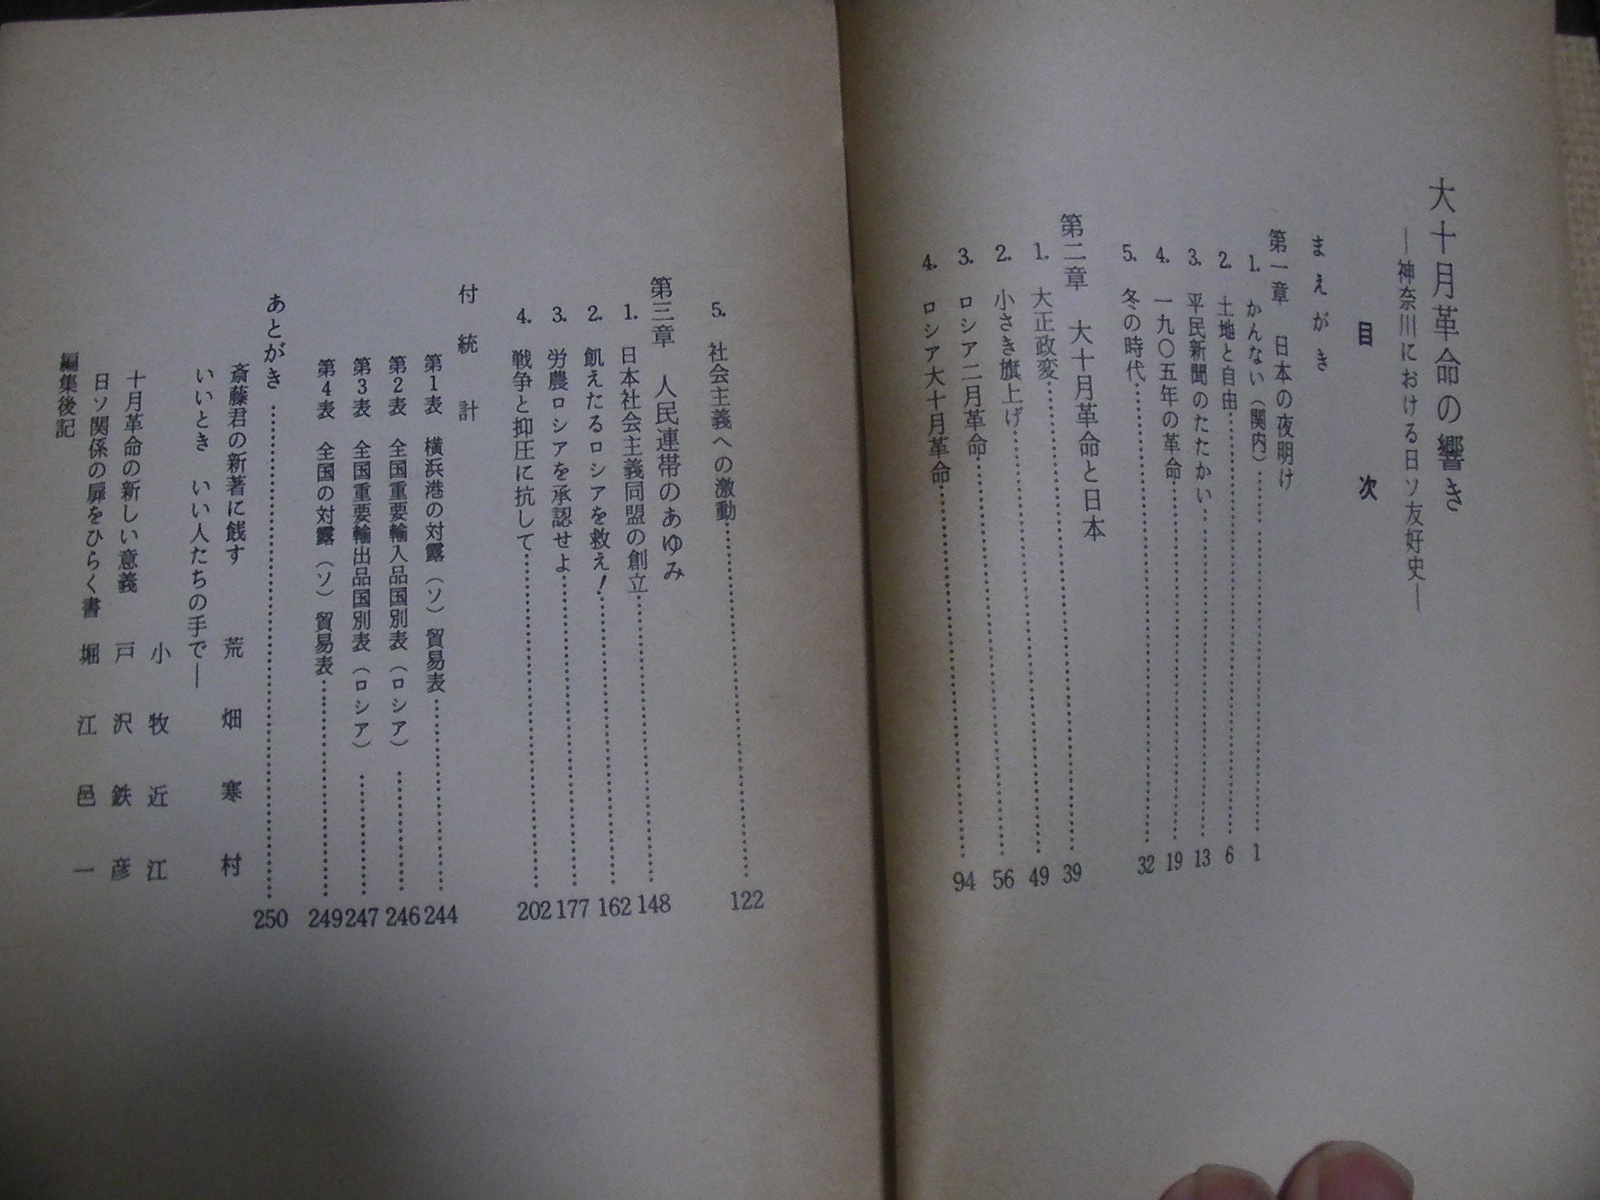 大十月革命の響き
―神奈川における日ソ友好史―
目次
まえがき
第一章 日本の夜明け
1. かんない（関内）…………1
2. 土地と自由…………6
3. 平民新聞のたたかい…………13
4. 一九〇五年の革命…………19
5. 冬の時代…………32
第二章 大十月革命と日本
1. 大正政変…………39
2. 小さき旗上げ…………49
3. ロシア二月革命…………56
4. ロシア大十月革命…………94
5. 社会主義への激動…………122
第三章 人民連帯のあゆみ
1. 日本社会主義同盟の創立…………148
2. 飢えたるロシアを救え！…………162
3. 労農ロシアを承認せよ…………177
4. 戦争と抑圧に抗して…………202
付統計
第1表 横浜港の対露（ソ）貿易表…………244
第2表 全国重要輸入品国別表（ロシア）…………246
第3表 全国重要輸出品国別表（ロシア）…………247
第4表 全国の対露（ソ）貿易表…………249
あとがき…………250
斎藤君の新著に餞す 荒畑寒村
いいとき いい人たちの手で― 小牧近江
十月革命の新しい意義 戸沢鉄彦
日ソ関係の扉をひらく書 堀江邑一
編集後記